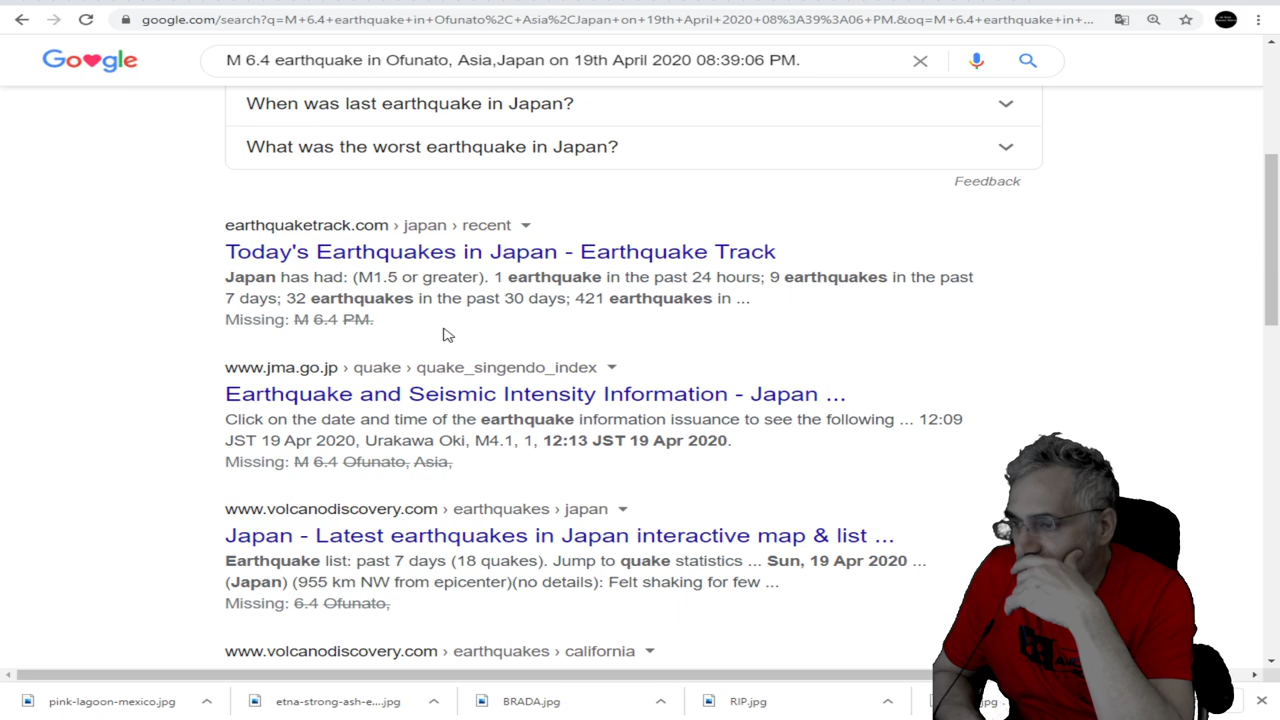 google.com/search?q=M+6.4+earthquake+in+Ofunato%2C+Asia%2CJapan+on+19th+April+2020+08%3A39%3A06+PM.&oq=M+6.4+earthquake+in+...
Google
M 6.4 earthquake in Ofunato, Asia,Japan on 19th April 2020 08:39:06 PM.
When was last earthquake in Japan?
What was the worst earthquake in Japan?
Feedback
earthquaketrack.com › japan › recent
Today's Earthquakes in Japan - Earthquake Track
Japan has had: (M1.5 or greater). 1 earthquake in the past 24 hours; 9 earthquakes in the past
7 days; 32 earthquakes in the past 30 days; 421 earthquakes in ...
Missing: M 6.4 PM.
www.jma.go.jp › quake › quake_singendo_index
Earthquake and Seismic Intensity Information - Japan ...
Click on the date and time of the earthquake information issuance to see the following ... 12:09
JST 19 Apr 2020, Urakawa Oki, M4.1, 1, 12:13 JST 19 Apr 2020.
Missing: M 6.4 Ofunato, Asia,
www.volcanodiscovery.com › earthquakes › japan
Japan - Latest earthquakes in Japan interactive map & list ...
Earthquake list: past 7 days (18 quakes). Jump to quake statistics ... Sun, 19 Apr 2020 ...
(Japan) (955 km NW from epicenter)(no details): Felt shaking for few ...
Missing: 6.4 Ofunato,
www.volcanodiscovery.com › earthquakes › california
pink-lagoon-mexico.jpg
etna-strong-ash-e....jpg
BRADA.jpg
RIP.jpg